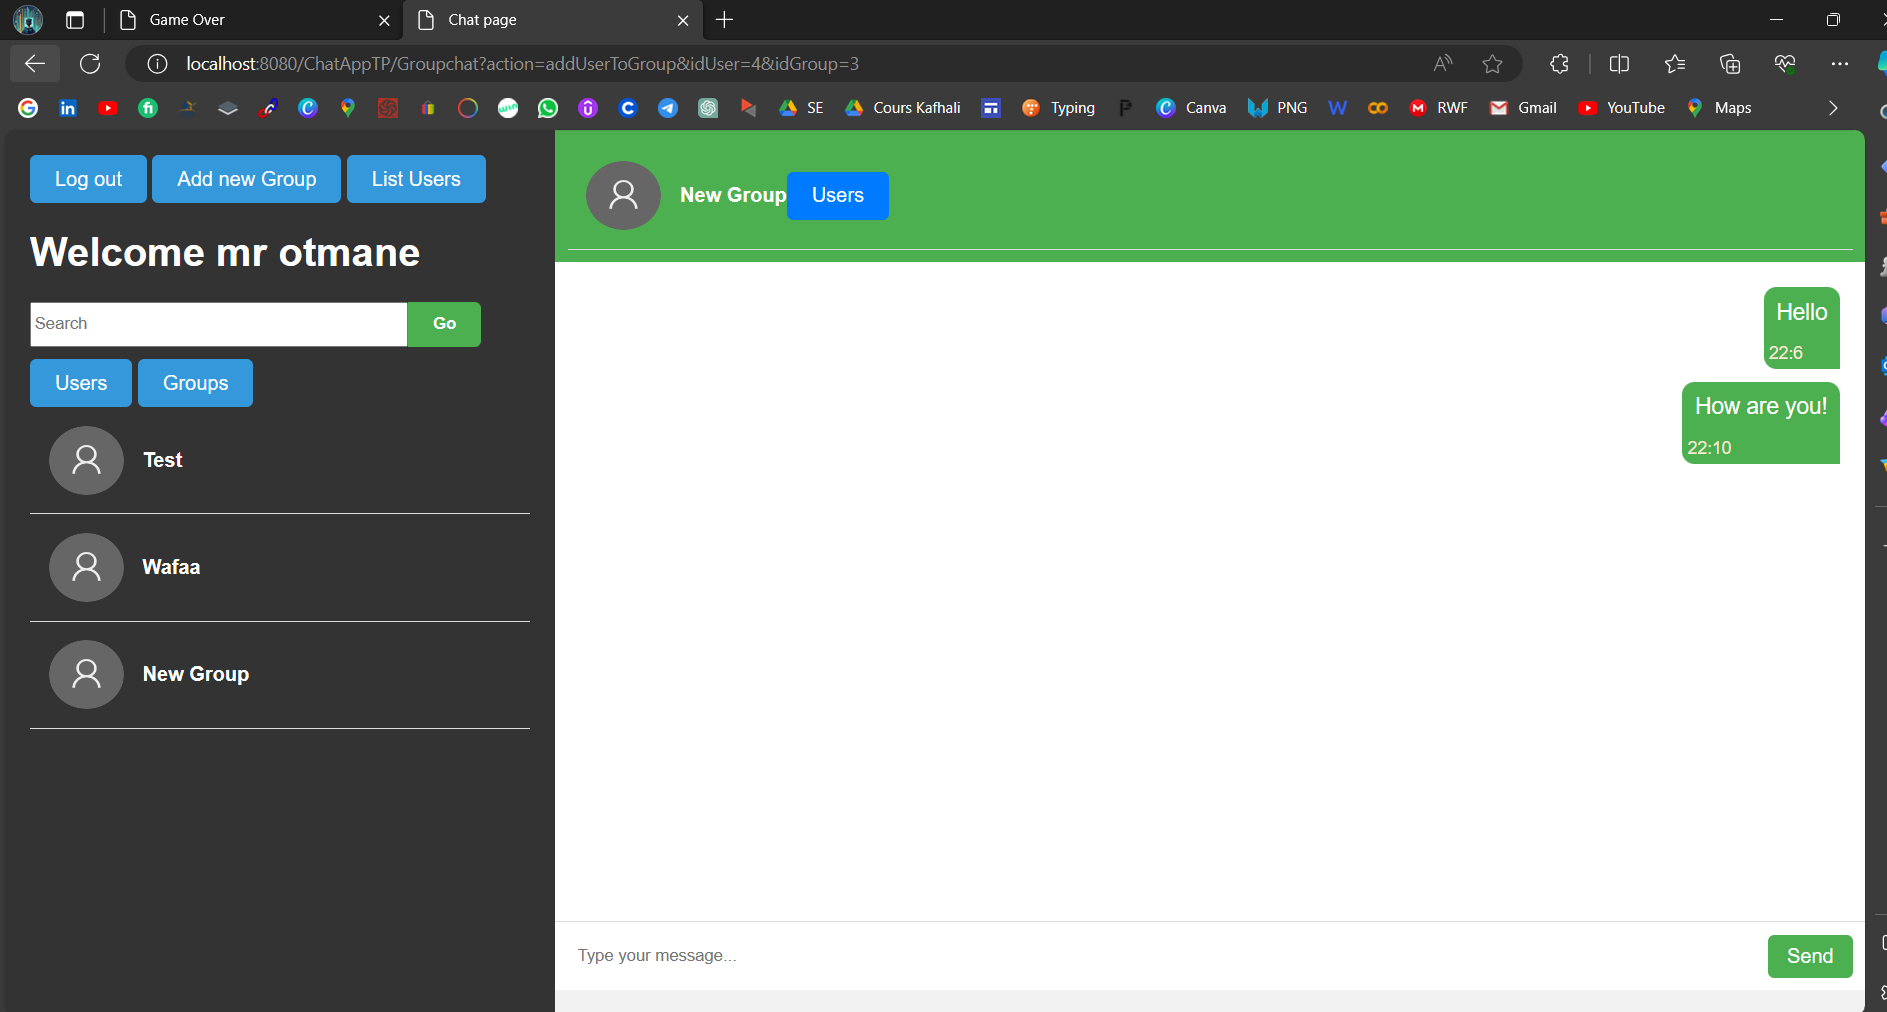 Game Over
Chat page
localhost:8080/ChatAppTP/Groupchat?action=addUserToGroup&idUser=4&idGroup=3
SE Cours Kafhali Typing Canva PNG RWF Gmail YouTube Maps
Log out Add new Group List Users
Welcome mr otmane
Search Go
Users Groups
Test
Wafaa
New Group
New Group Users
Hello
22:6
How are you!
22:10
Type your message... Send